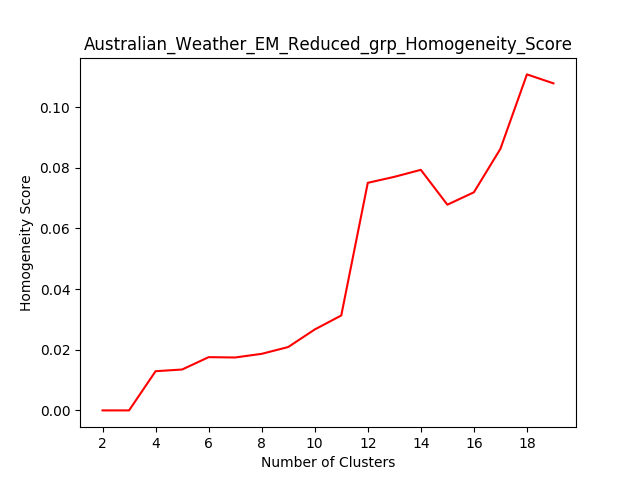 Australian_Weather_EM_Reduced_grp_Homogeneity_Score
Homogeneity Score
0.10
0.08
0.06
0.04
0.02
0.00
2 4 6 8 10 12 14 16 18
Number of Clusters